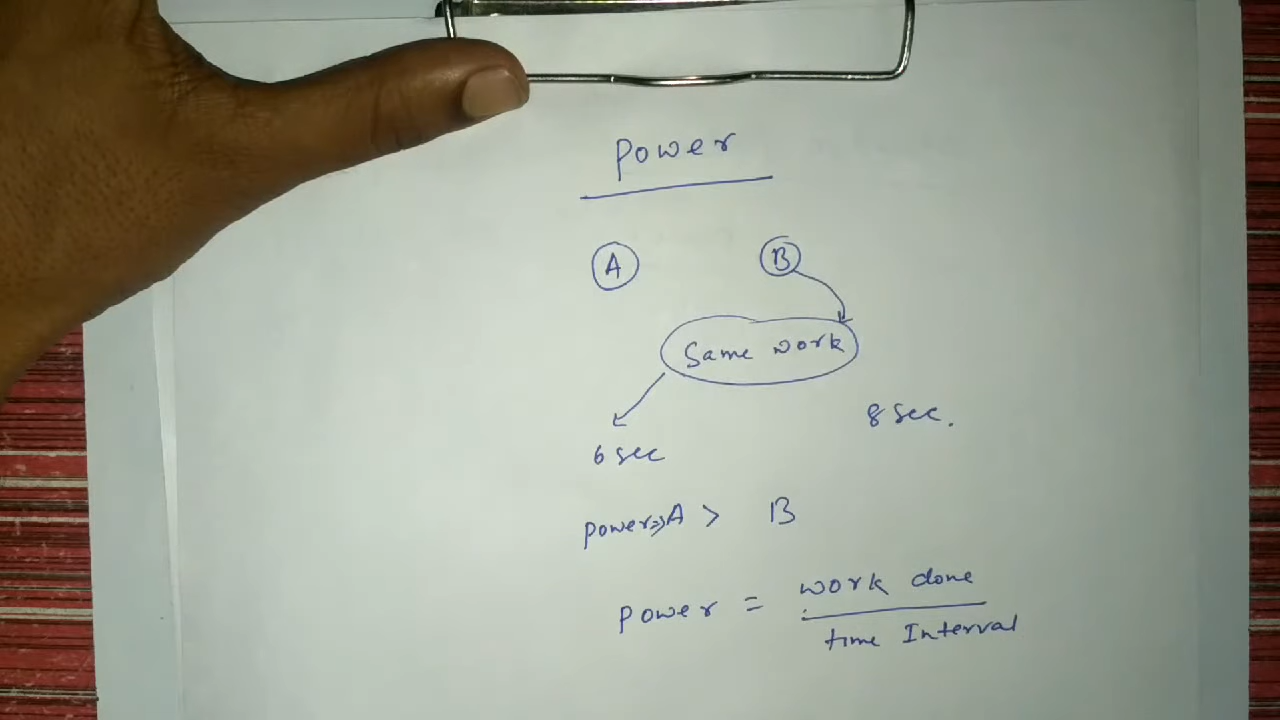 Power
A B
Same work
8 sec.
6 sec
power⇒A > B
Power = work done
time Interval